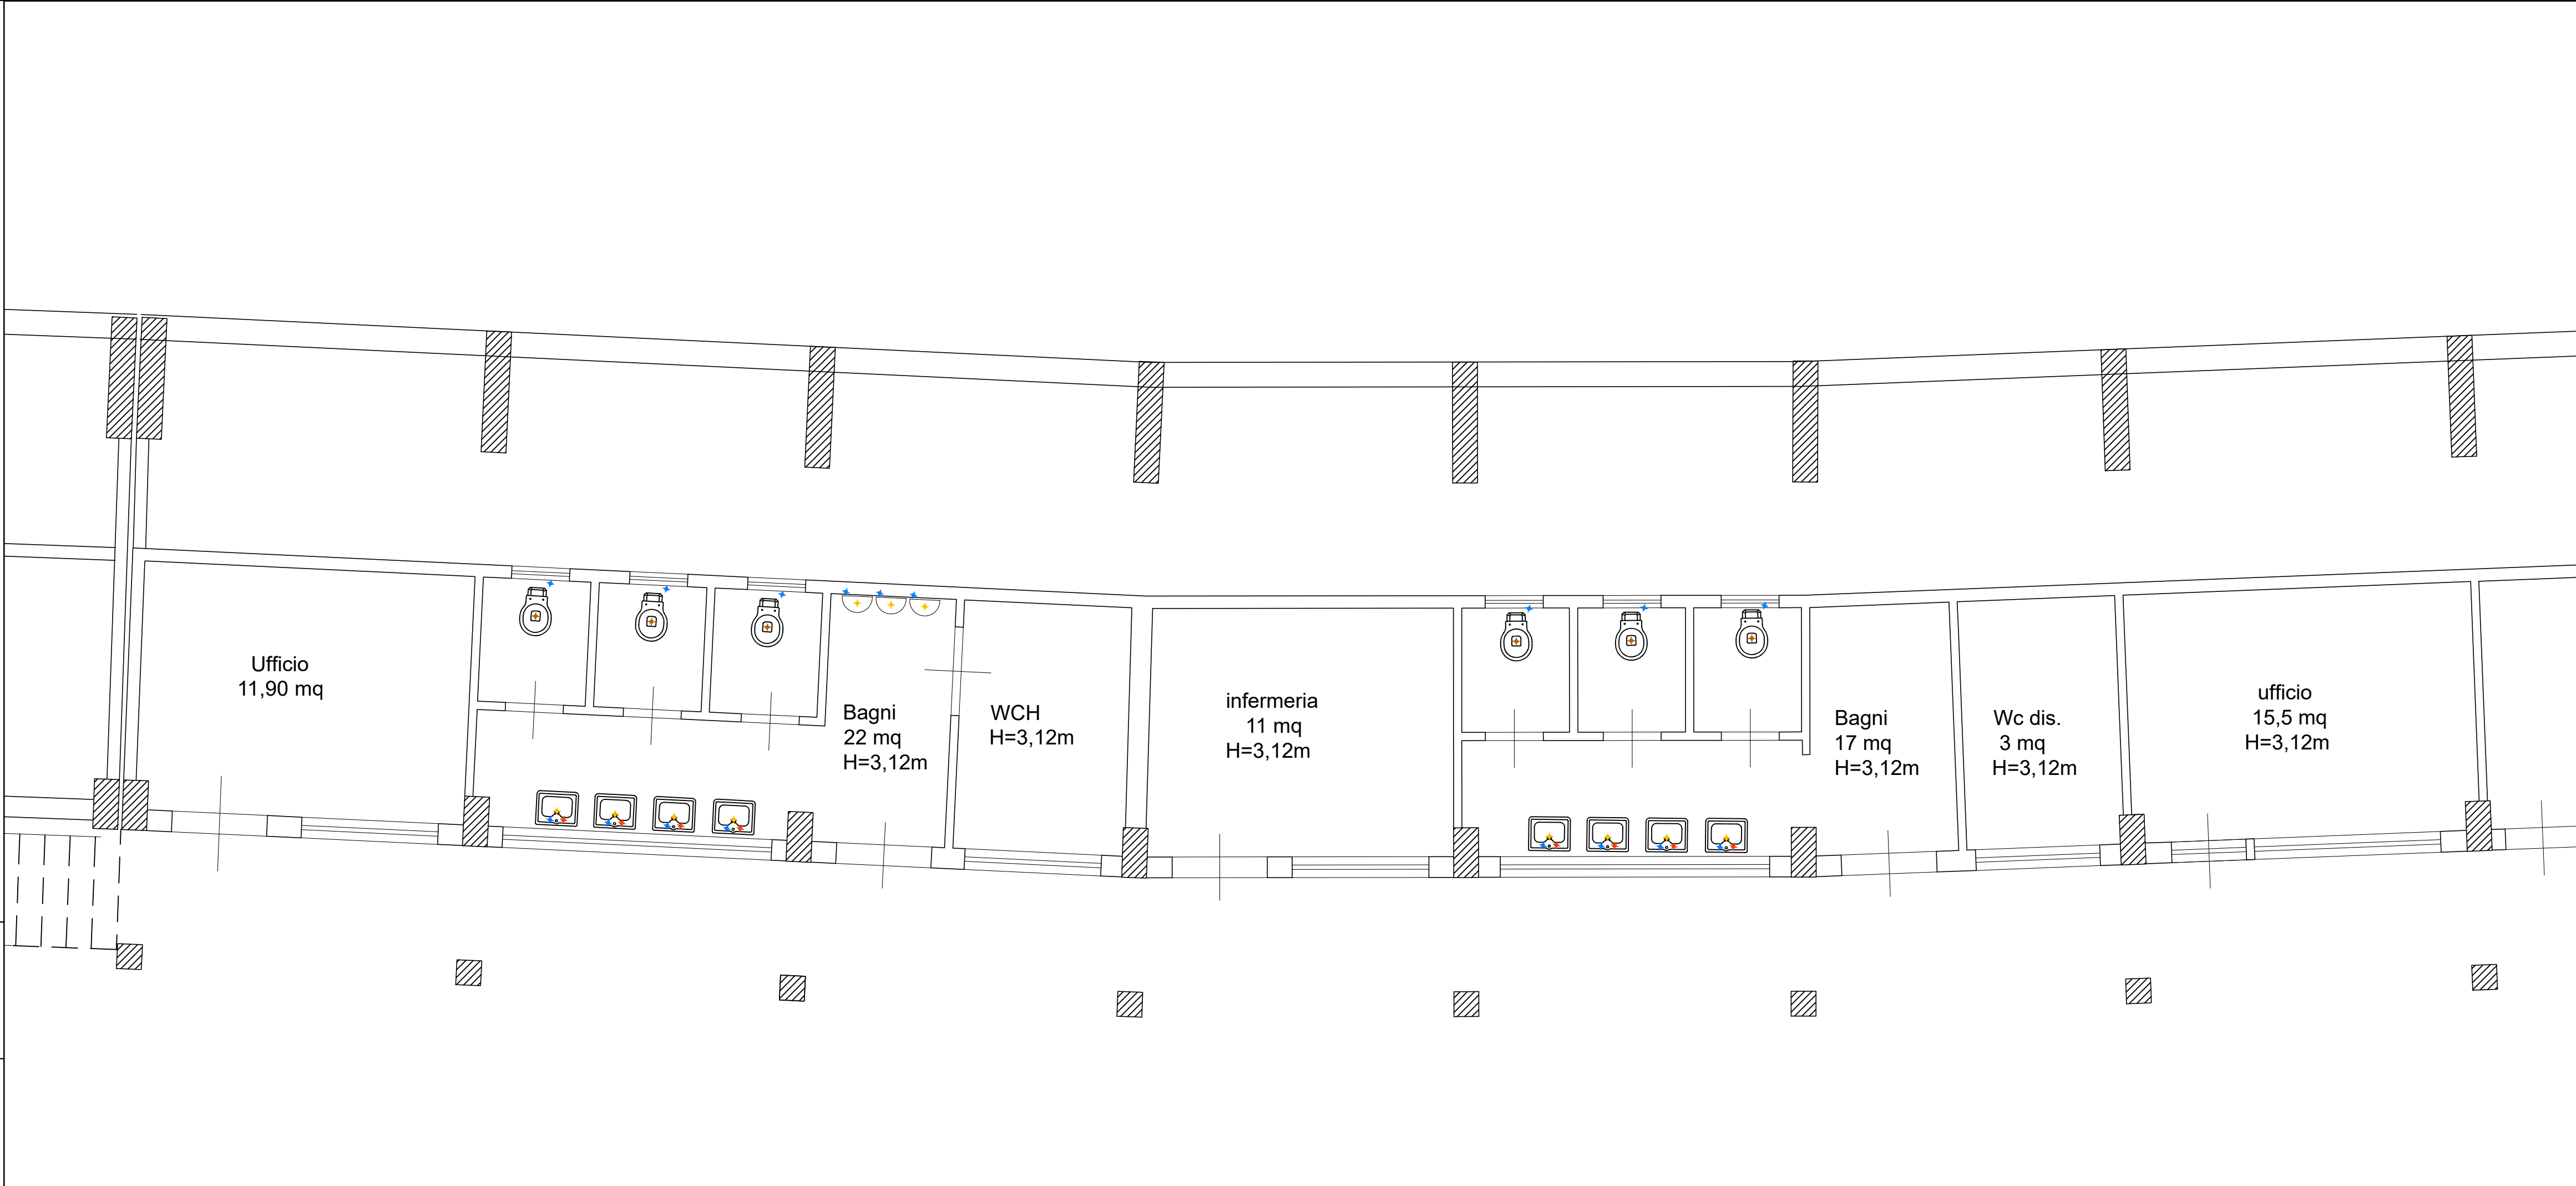 Ufficio
11,90 mq
Bagni
22 mq
H=3,12m
WCH
H=3,12m
infermeria
11 mq
H=3,12m
Bagni
17 mq
H=3,12m
Wc dis.
3 mq
H=3,12m
ufficio
15,5 mq
H=3,12m